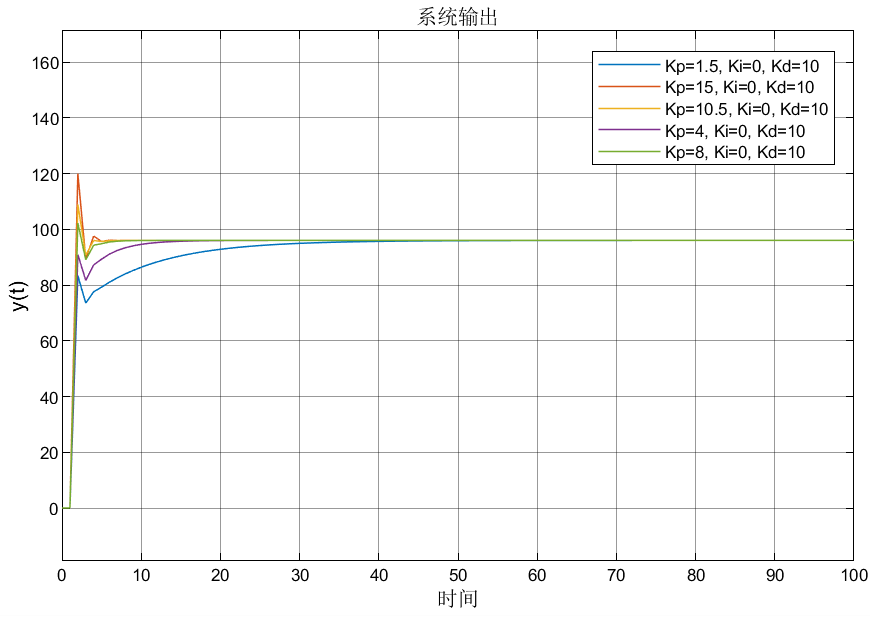 系统输出
Kp=1.5, Ki=0, Kd=10
Kp=15, Ki=0, Kd=10
Kp=10.5, Ki=0, Kd=10
Kp=4, Ki=0, Kd=10
Kp=8, Ki=0, Kd=10
160
140
120
100
80
60
40
20
0
y(t)
0 10 20 30 40 50 60 70 80 90 100
时间